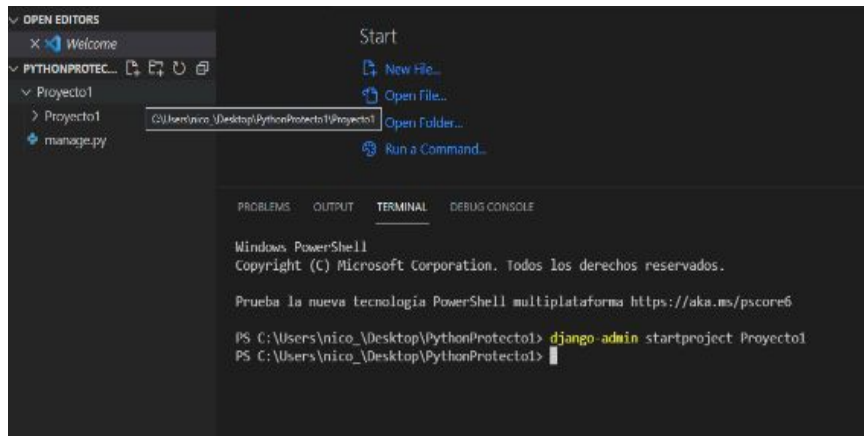 OPEN EDITORS
Welcome
PYTHONPROTEC...
Proyecto1
Proyecto1
manage.py
C:\Users\nico_\Desktop\PythonProtecto1\Proyecto1
Start
New File...
Open File...
Open Folder...
Run a Command...
PROBLEMS OUTPUT TERMINAL DEBUG CONSOLE
Windows PowerShell
Copyright (C) Microsoft Corporation. Todos los derechos reservados.
Prueba la nueva tecnología PowerShell multiplataforma https://aka.ms/pscore6
PS C:\Users\nico_\Desktop\PythonProtecto1> django-admin startproject Proyecto1
PS C:\Users\nico_\Desktop\PythonProtecto1>